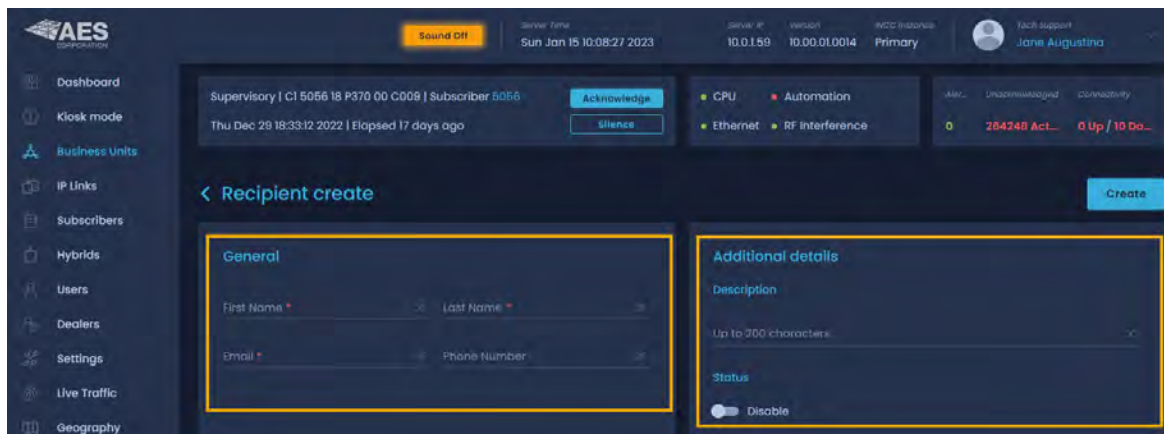 AES
CORPORATION
Sound Off
Server Time
Sun Jan 15 10:08:27 2023
Server IP
10.0.1.59
Version
10.00.01.0014
NCC Instance
Primary
Tech support
Jane Augustina
Dashboard
Kiosk mode
Business Units
IP Links
Subscribers
Hybrids
Users
Dealers
Settings
Live Traffic
Geography
Supervisory | C1 5056 18 P370 00 C009 | Subscriber 5056
Thu Dec 29 18:33:12 2022 | Elapsed 17 days ago
Acknowledge
Silence
CPU
Automation
Ethernet
RF Interference
Aler...
Unacknowledged
Connectivity
0
284248 Act...
0 Up / 10 Do...
Recipient create
Create
General
First Name *
Last Name *
Email *
Phone Number
Additional details
Description
Up to 200 characters...
Status
Disable